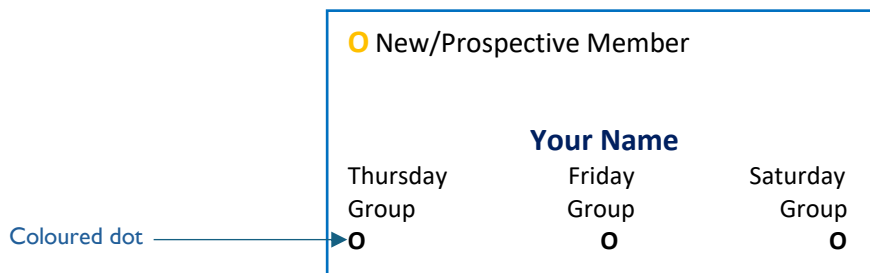 O New/Prospective Member
Your Name
Thursday Friday Saturday
Group Group Group
Coloured dot O O O